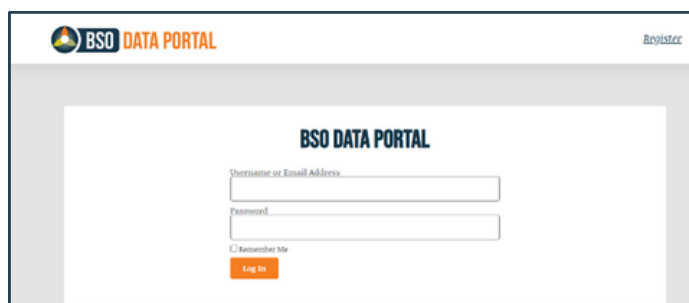 BSO DATA PORTAL
Register
BSO DATA PORTAL
Username or Email Address
Password
Remember Me
Log In